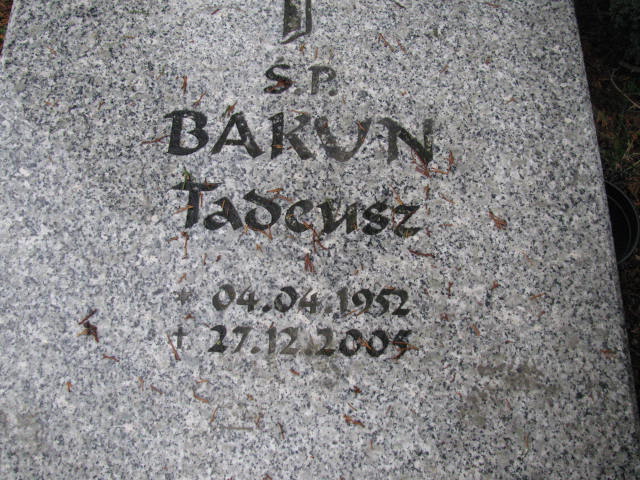 Ś.P.
BAKUN
Tadeusz
* 04.04.1952
+ 27.12.2005